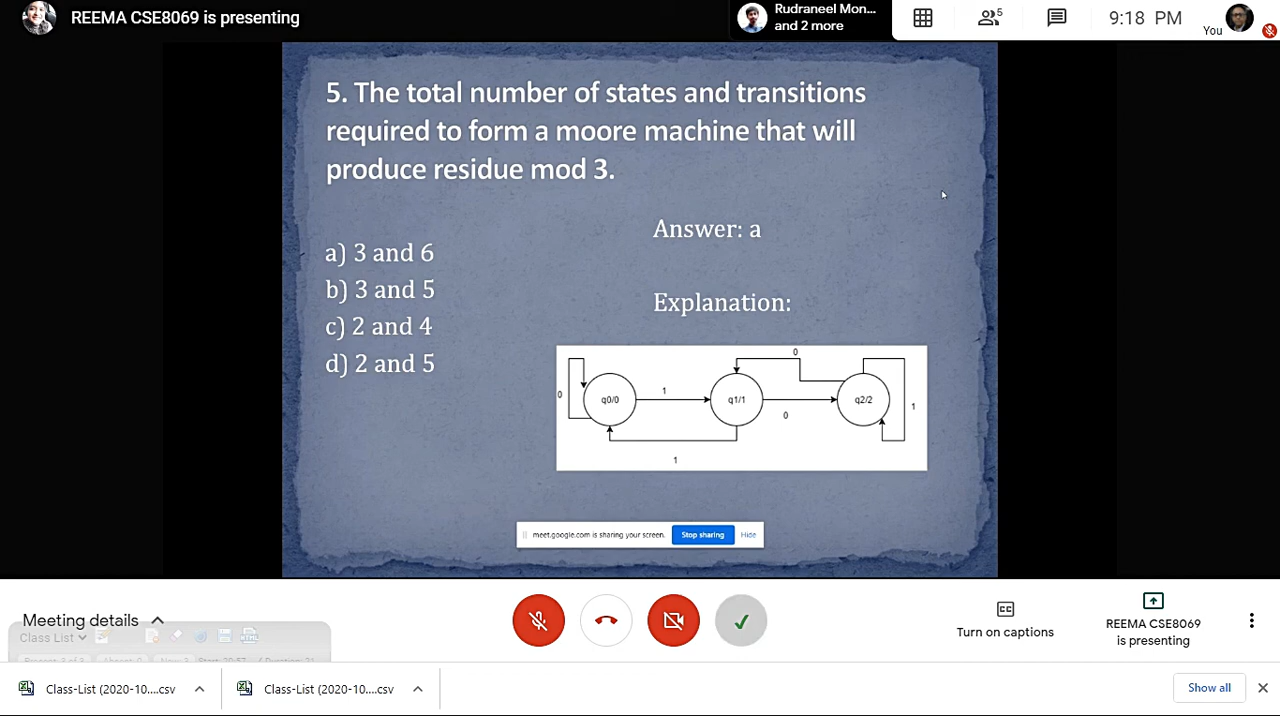 REEMA CSE8069 is presenting
Rudraneel Mon...
and 2 more
5
9:18 PM
You
5. The total number of states and transitions
required to form a moore machine that will
produce residue mod 3.
Answer: a
a) 3 and 6
b) 3 and 5
c) 2 and 4
d) 2 and 5
Explanation:
0
0
1
q0/0
q1/1
q2/2
0
1
1
meet.google.com is sharing your screen.
Stop sharing
Hide
Meeting details
Class List
HTML
CC
Turn on captions
REEMA CSE8069
is presenting
Class-List (2020-10....csv
Class-List (2020-10....csv
Show all